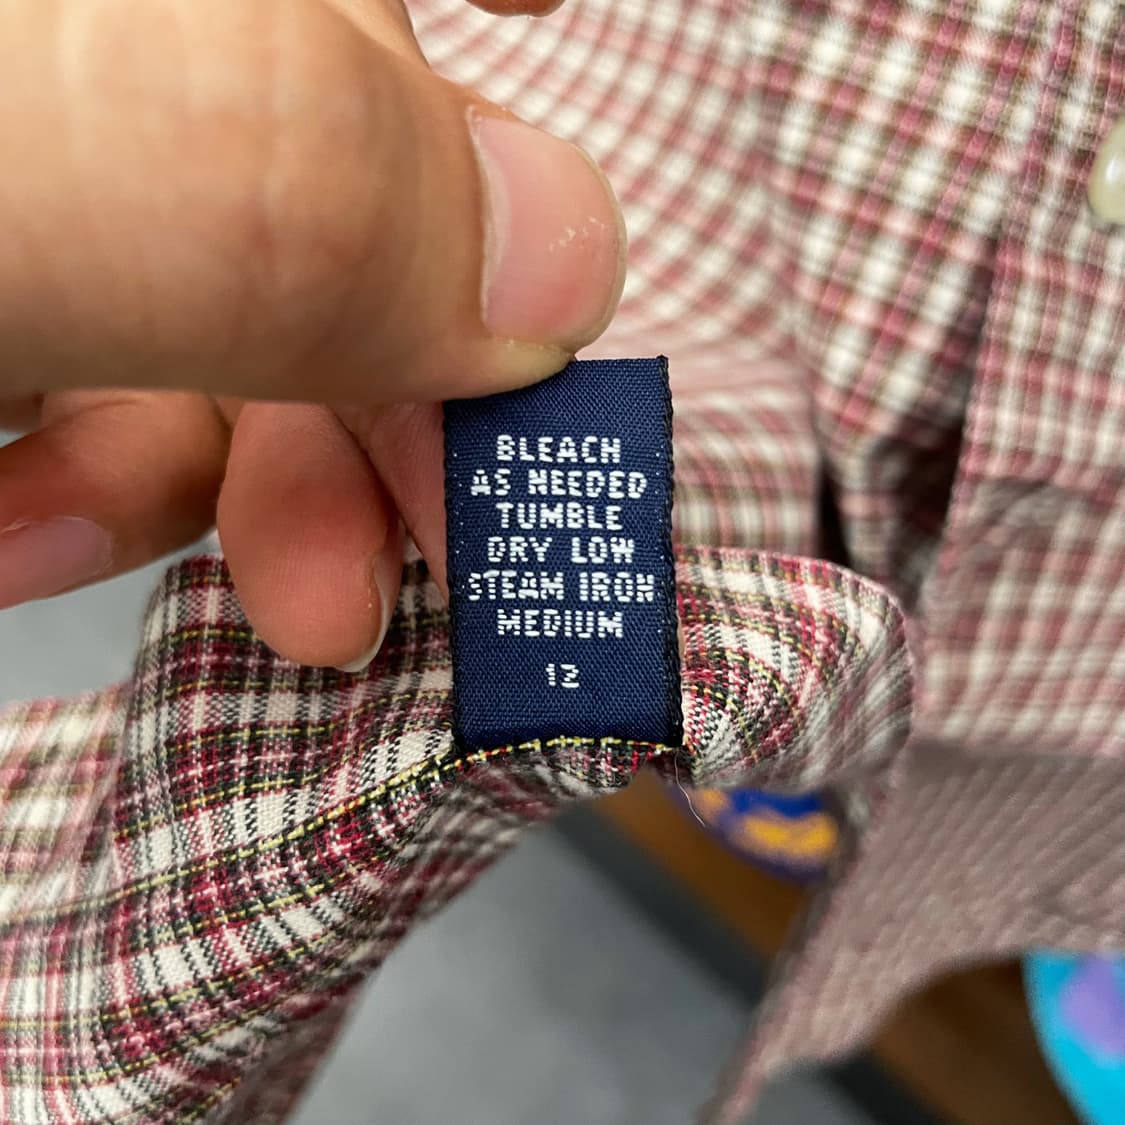 BLEACH
AS NEEDED
TUMBLE
DRY LOW
STEAM IRON
MEDIUM
12